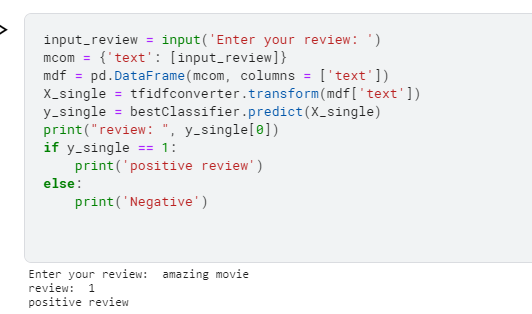 input_review = input('Enter your review: ')
mcom = {'text': [input_review]}
mdf = pd.DataFrame(mcom, columns = ['text'])
X_single = tfidfconverter.transform(mdf['text'])
y_single = bestClassifier.predict(X_single)
print("review: ", y_single[0])
if y_single == 1:
    print('positive review')
else:
    print('Negative')
Enter your review:  amazing movie
review:  1
positive review